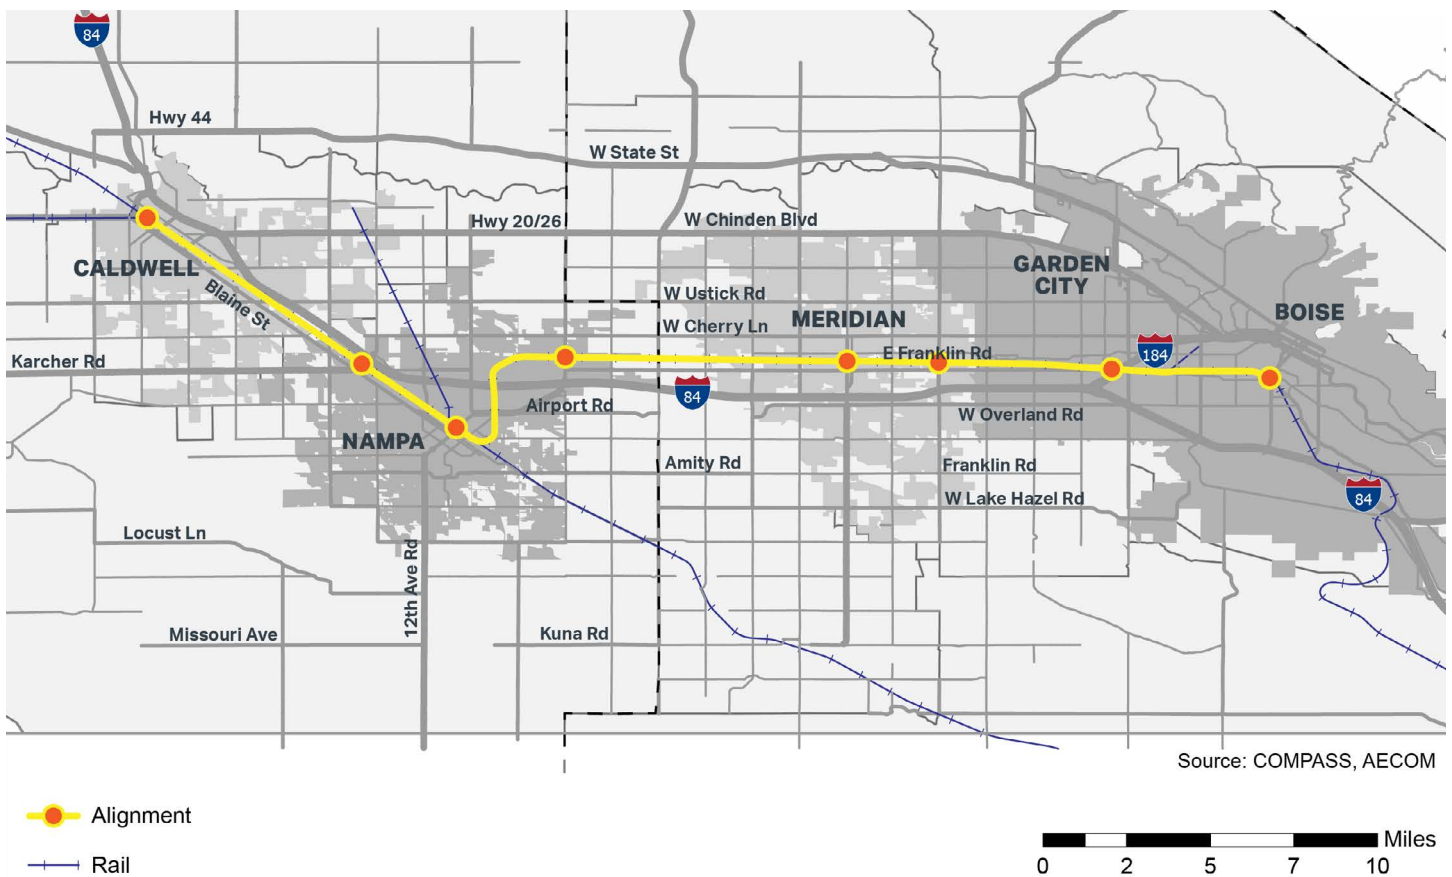 84
Hwy 44
W State St
Hwy 20/26
W Chinden Blvd
CALDWELL
GARDEN
CITY
Blaine St
W Ustick Rd
BOISE
W Cherry Ln
MERIDIAN
Karcher Rd
E Franklin Rd
184
84
Airport Rd
W Overland Rd
NAMPA
Amity Rd
Franklin Rd
84
W Lake Hazel Rd
Locust Ln
12th Ave Rd
Missouri Ave
Kuna Rd
Source: COMPASS, AECOM
Alignment
Rail
Miles
0 2 5 7 10